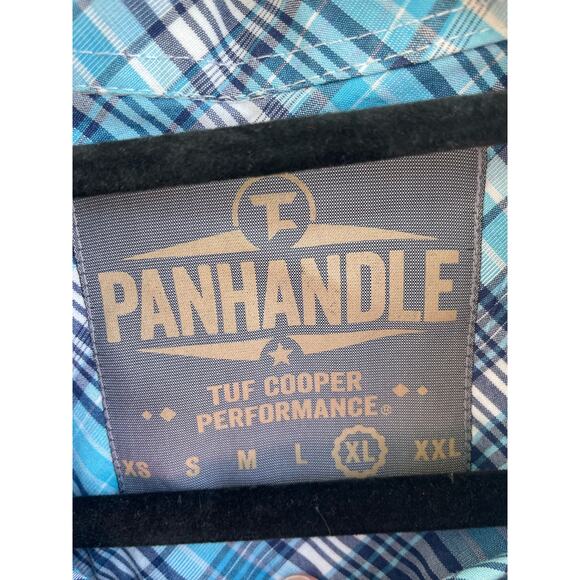 T
PANHANDLE
TUF COOPER
PERFORMANCE®
XS S M L XL XXL